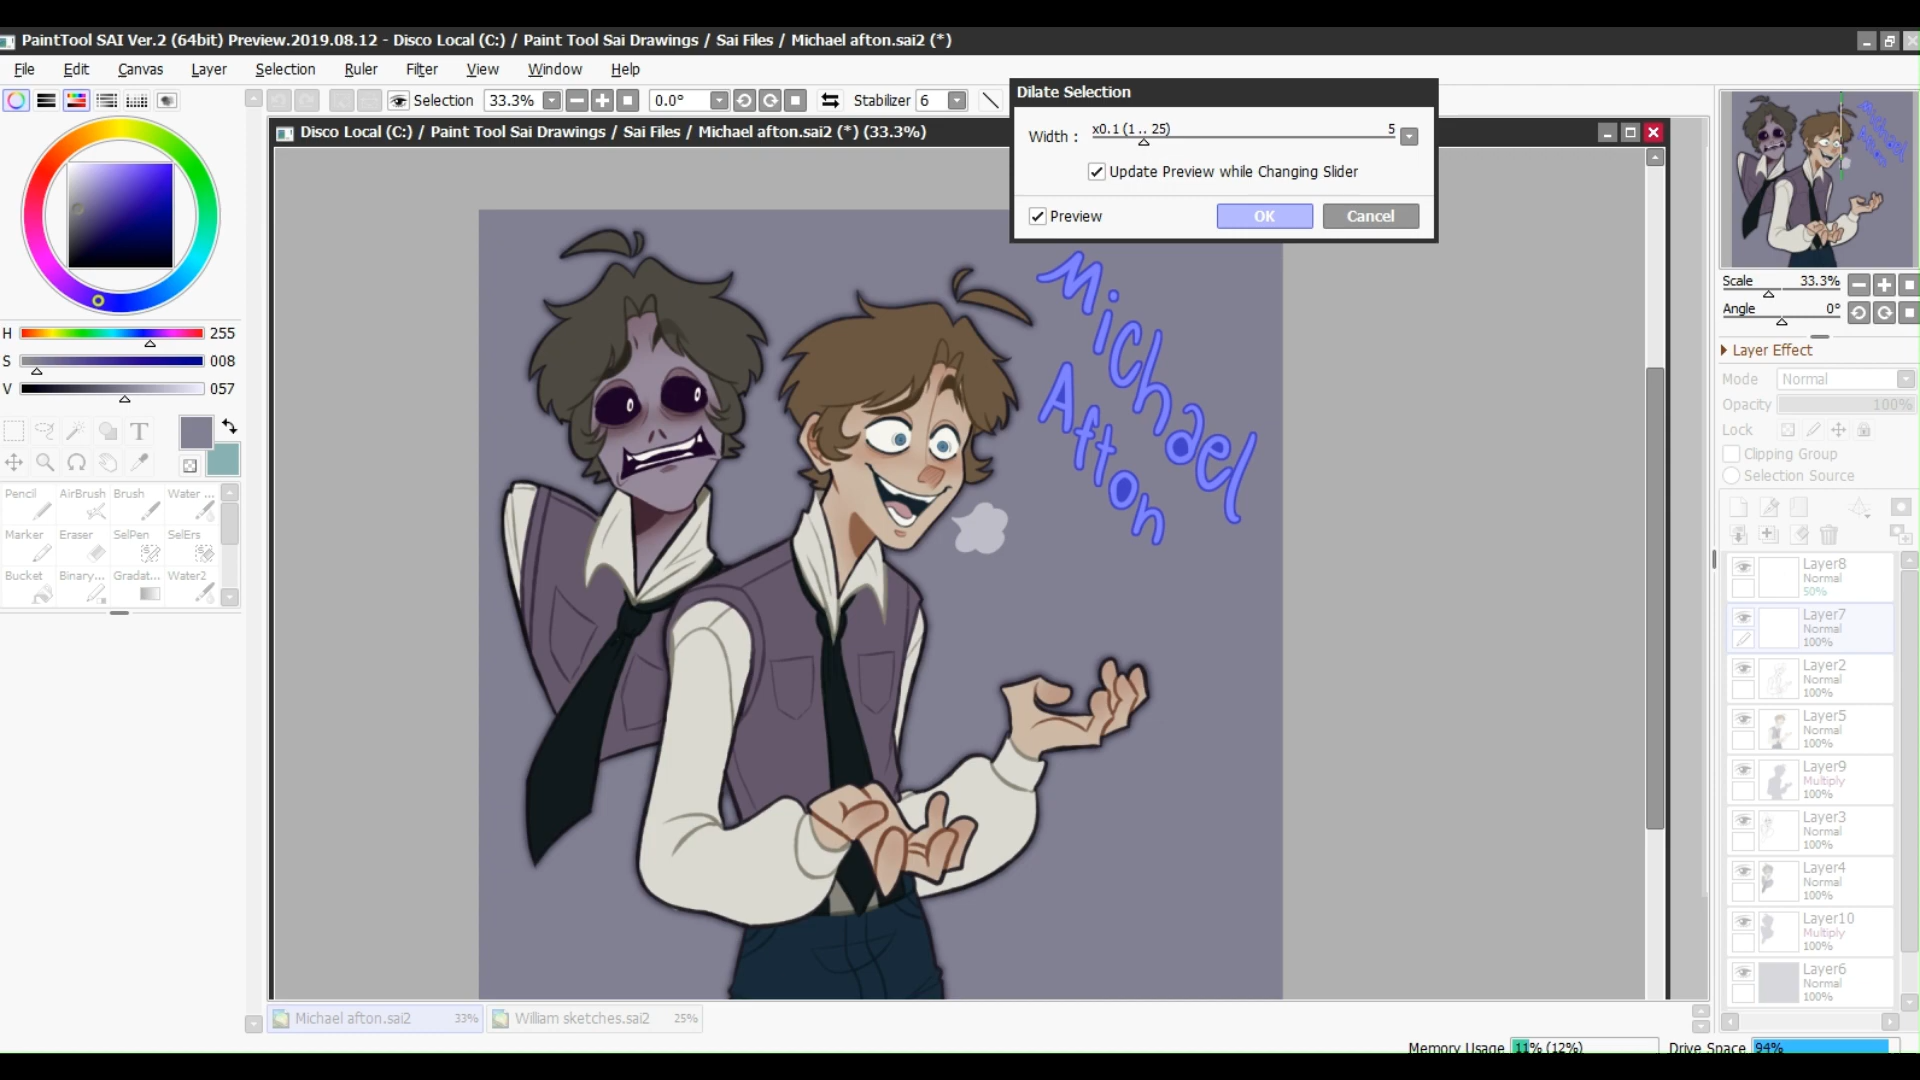 PaintTool SAI Ver.2 (64bit) Preview.2019.08.12 - Disco Local (C:) / Paint Tool Sai Drawings / Sai Files / Michael afton.sai2 (*)
File Edit Canvas Layer Selection Ruler Filter View Window Help
Selection 33.3% 0.0° Stabilizer 6
Dilate Selection
Width : x0.1 (1 .. 25) 5
Update Preview while Changing Slider
Preview OK Cancel
Disco Local (C:) / Paint Tool Sai Drawings / Sai Files / Michael afton.sai2 (*) (33.3%)
Michael
Afton
H 255
S 008
V 057
T
Pencil AirBrush Brush Water ...
Marker Eraser SelPen SelErs
Bucket Binary... Gradat... Water2
Michael afton.sai2 33% William sketches.sai2 25%
Michael
Afton
Scale 33.3%
Angle 0°
Layer Effect
Mode Normal
Opacity 100%
Lock
Clipping Group
Selection Source
Layer8
Normal
50%
Layer7
Normal
100%
Layer2
Normal
100%
Layer5
Normal
100%
Layer9
Multiply
100%
Layer3
Normal
100%
Layer4
Normal
100%
Layer10
Multiply
100%
Layer6
Normal
100%
Memory Usage 11% (12%) Drive Space 94%